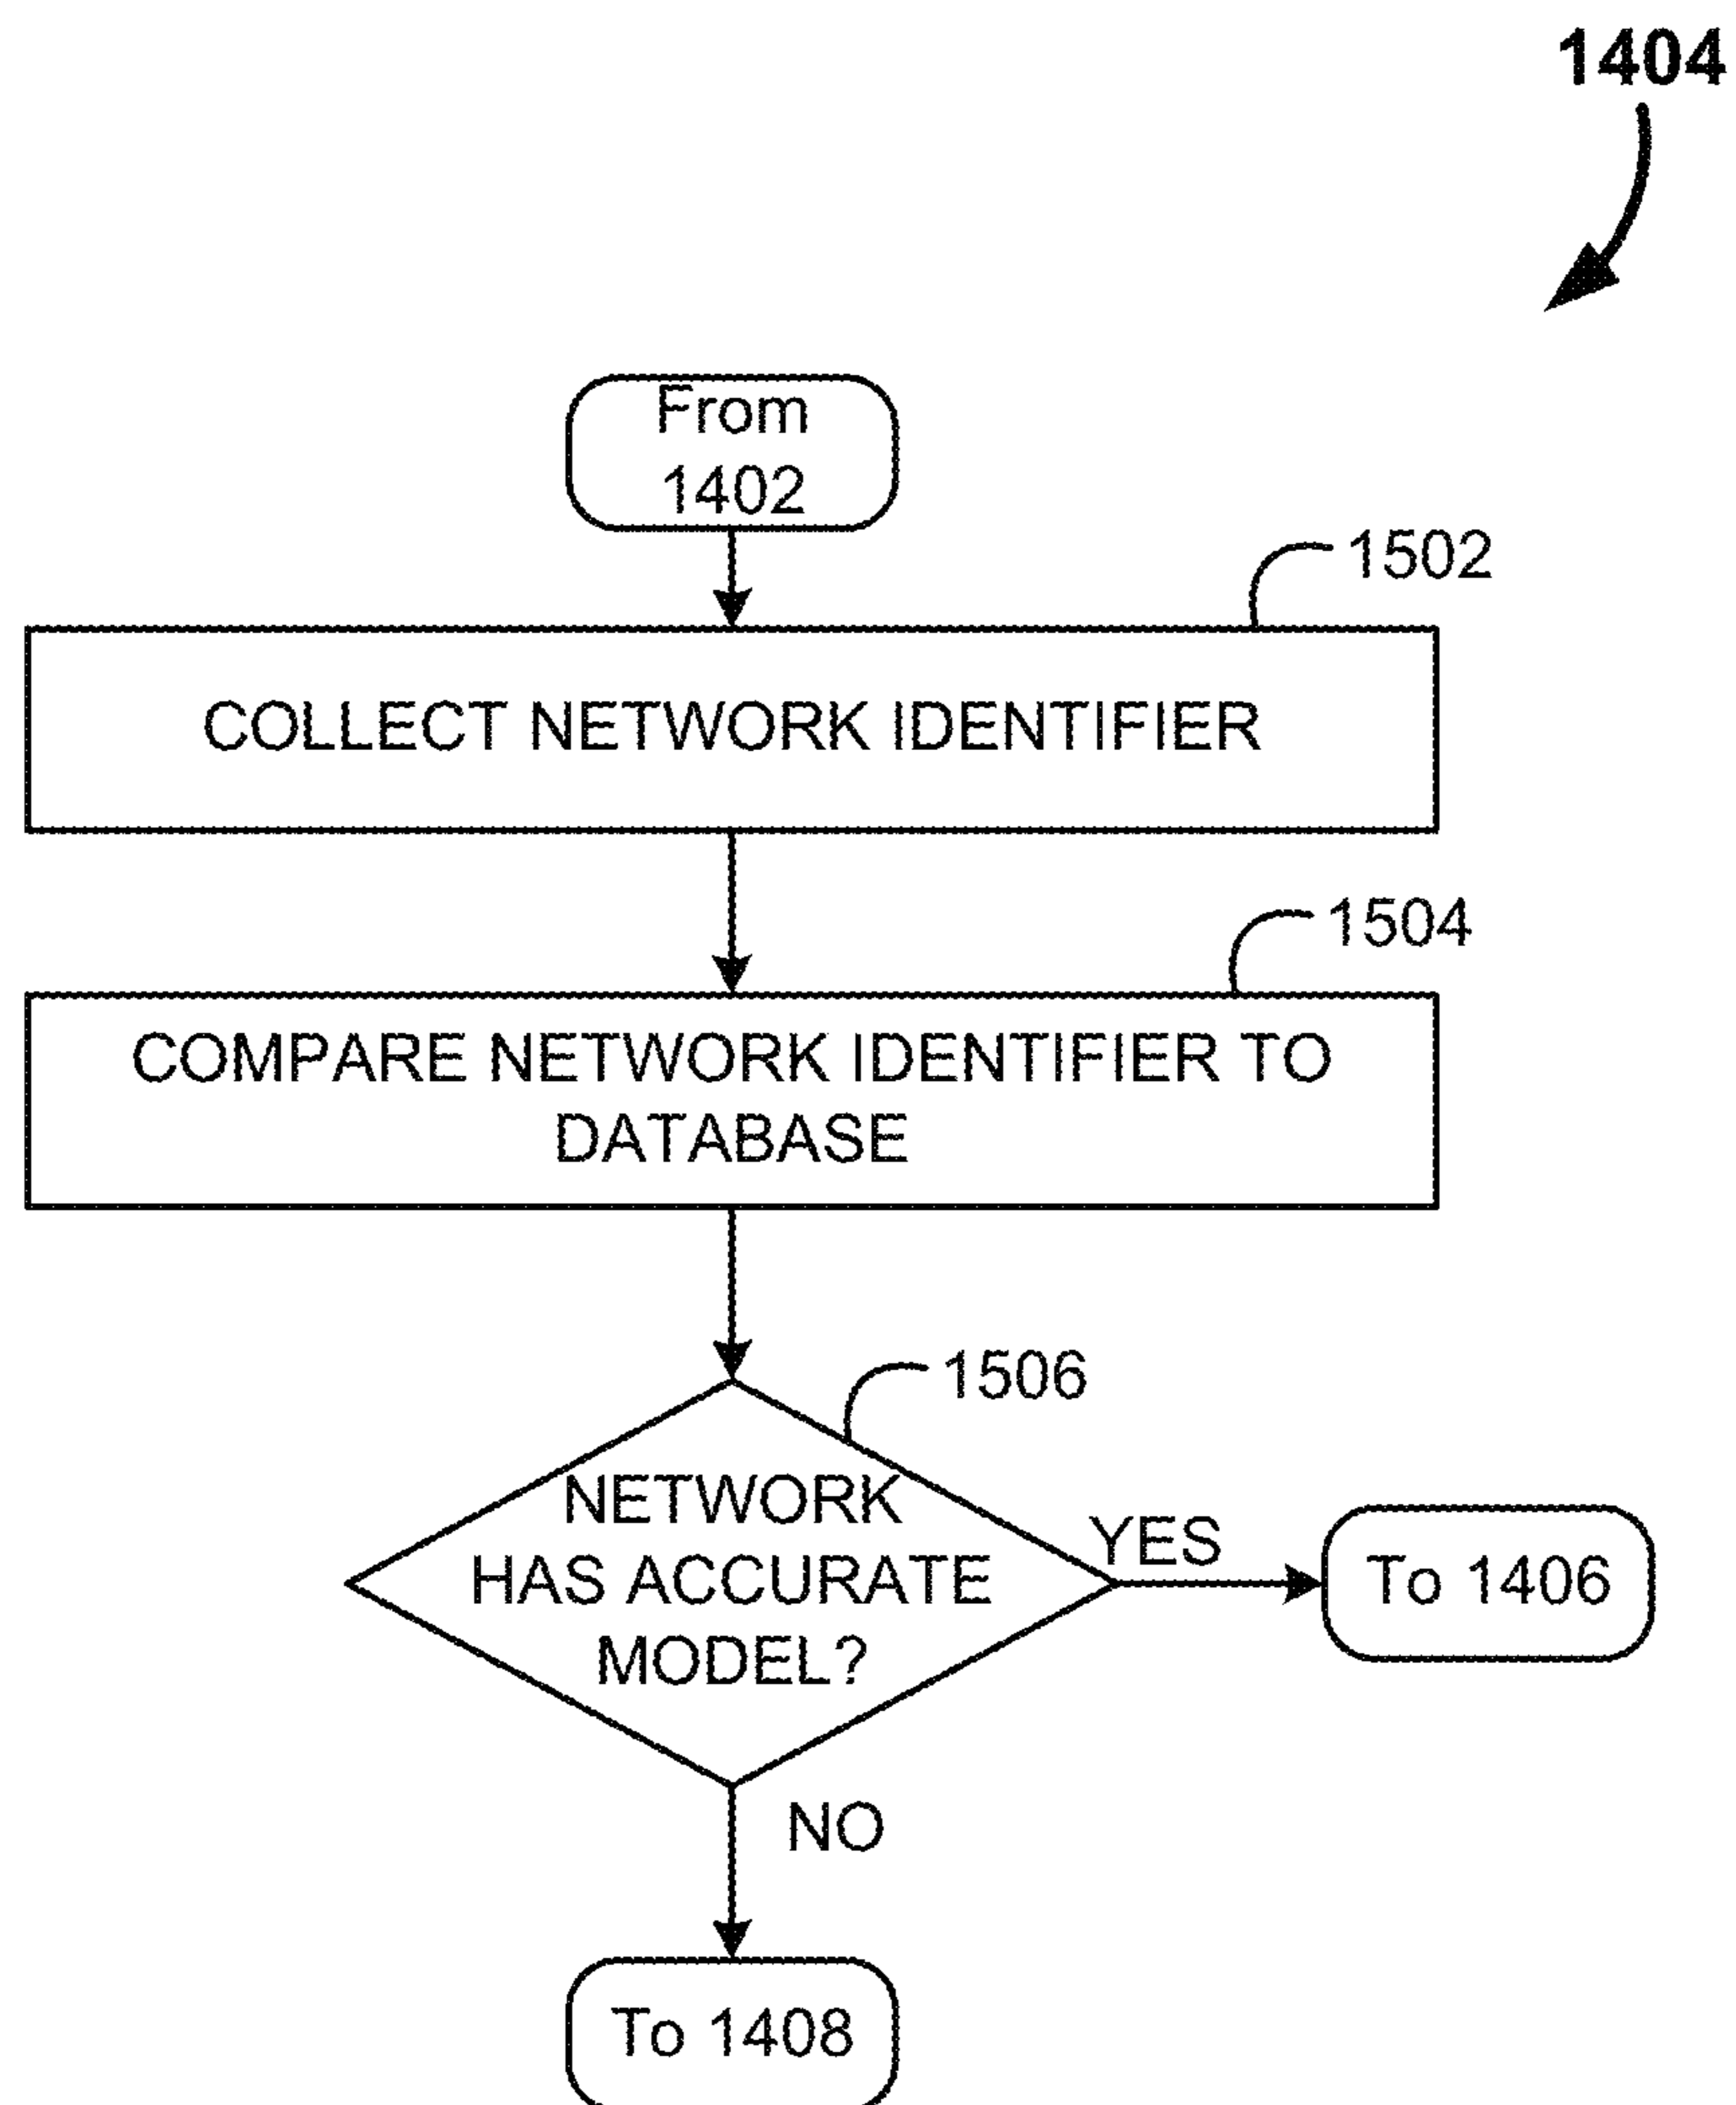 1404
From
1402
1502
COLLECT NETWORK IDENTIFIER
1504
COMPARE NETWORK IDENTIFIER TO
DATABASE
1506
NETWORK
HAS ACCURATE
MODEL?
YES
To 1406
NO
To 1408